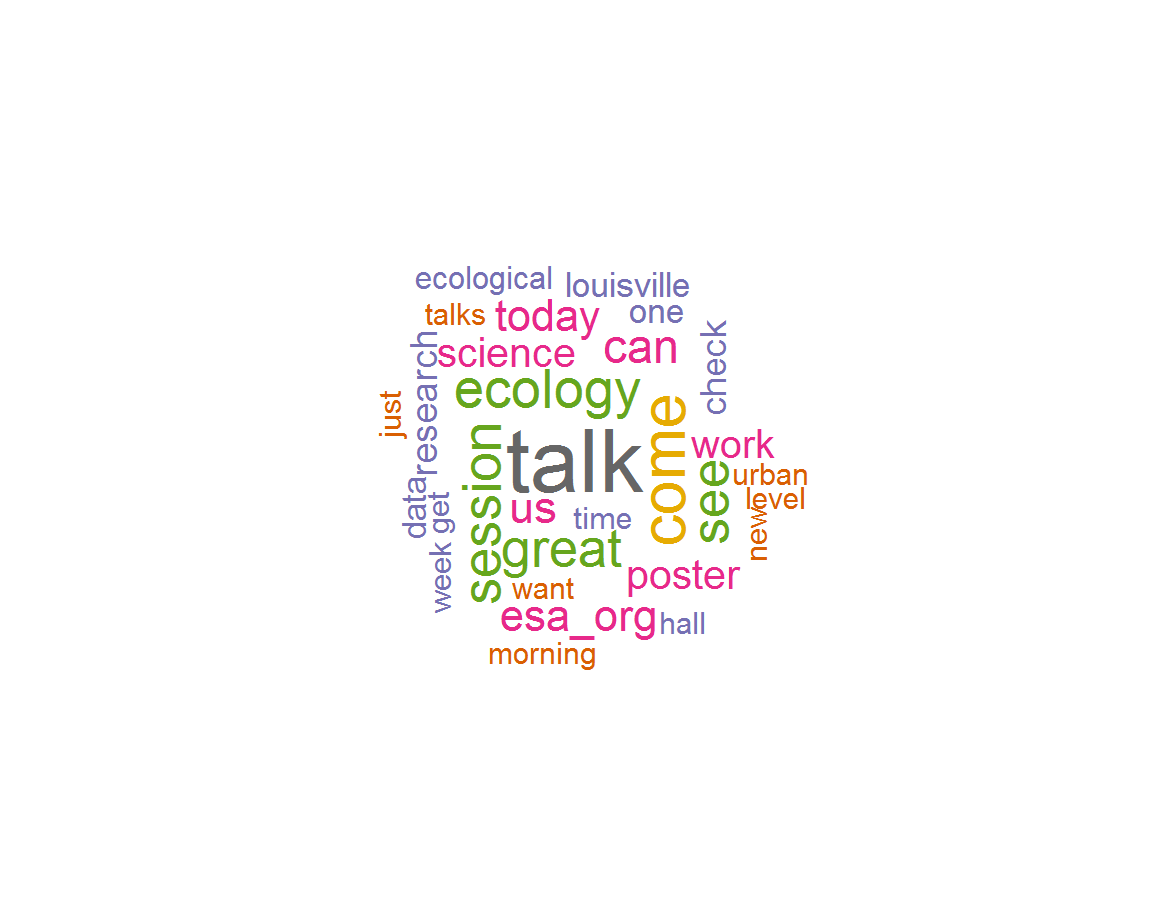 ecological
louisville
talks
today
one
science
can
check
research
just
ecology
talk
come
session
work
see
urban
level
new
data
get
us
time
great
week
want
poster
esa_org
hall
morning